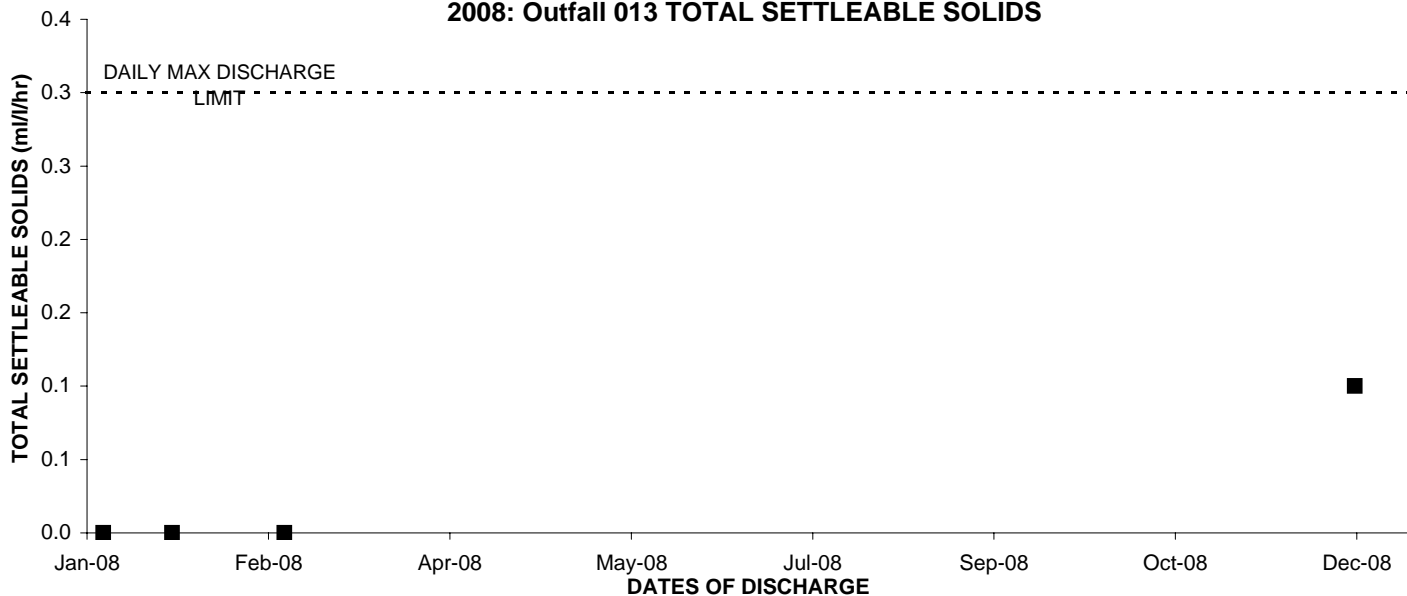 2008: Outfall 013 TOTAL SETTLEABLE SOLIDS
0.4
DAILY MAX DISCHARGE
LIMIT
0.3
0.3
0.2
0.2
0.1
0.1
0.0
TOTAL SETTLEABLE SOLIDS (ml/l/hr)
Jan-08 Feb-08 Apr-08 May-08 Jul-08 Sep-08 Oct-08 Dec-08
DATES OF DISCHARGE